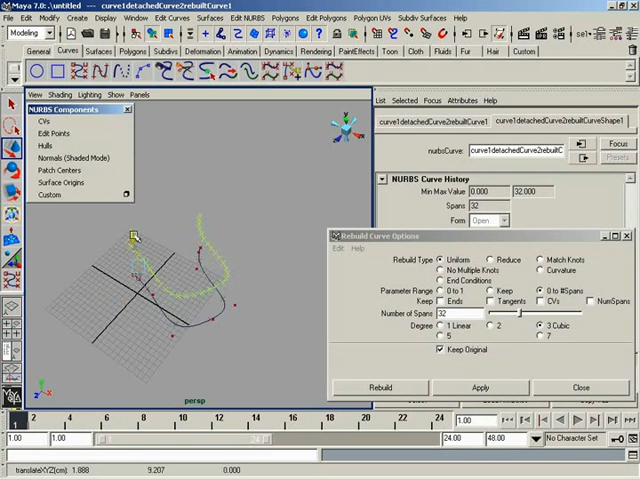 Maya 7.0: .\untitled --- curve1detachedCurve2rebuiltCurve1
Edit Modify Create Display Window Edit Curves Surfaces Edit NURBS Polygons Edit Polygons Polygon UVs Subdiv Surfaces Help
Modeling
General Curves Surfaces Polygons Subdivs Deformation Animation Dynamics Rendering PaintEffects Toon Cloth Fluids Fur Hair Custom
View Shading Lighting Show Panels
List Selected Focus Attributes Help
NURBS Components
CVs
Edit Points
Hulls
Normals (Shaded Mode)
Patch Centers
Surface Origins
Custom
curve1detachedCurve2rebuiltCurve1
curve1detachedCurve2rebuiltCurveShape1
nurbsCurve:
curve1detachedCurve2rebuiltC
Focus
Presets
NURBS Curve History
Min Max Value 0.000 32.000
Spans 32
Form Open
Rebuild Curve Options
Edit Help
Rebuild Type Uniform Reduce Match Knots
No Multiple Knots Curvature
End Conditions
Parameter Range 0 to 1 Keep 0 to #Spans
Keep Ends Tangents CVs NumSpans
Number of Spans 32
Degree 1 Linear 2 3 Cubic
5 7
Keep Original
Rebuild Apply Close
persp
2 4 6 8 10 12 14 16 18 20 22 24
1.00
1.00 1.00 24.00 48.00 No Character Set
translateXYZ(cm): 1.888 9.207 0.000